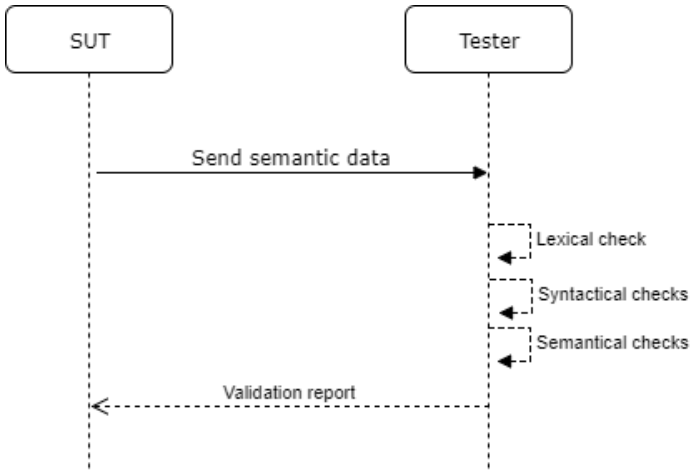 SUT
Tester
Send semantic data
Lexical check
Syntactical checks
Semantical checks
Validation report